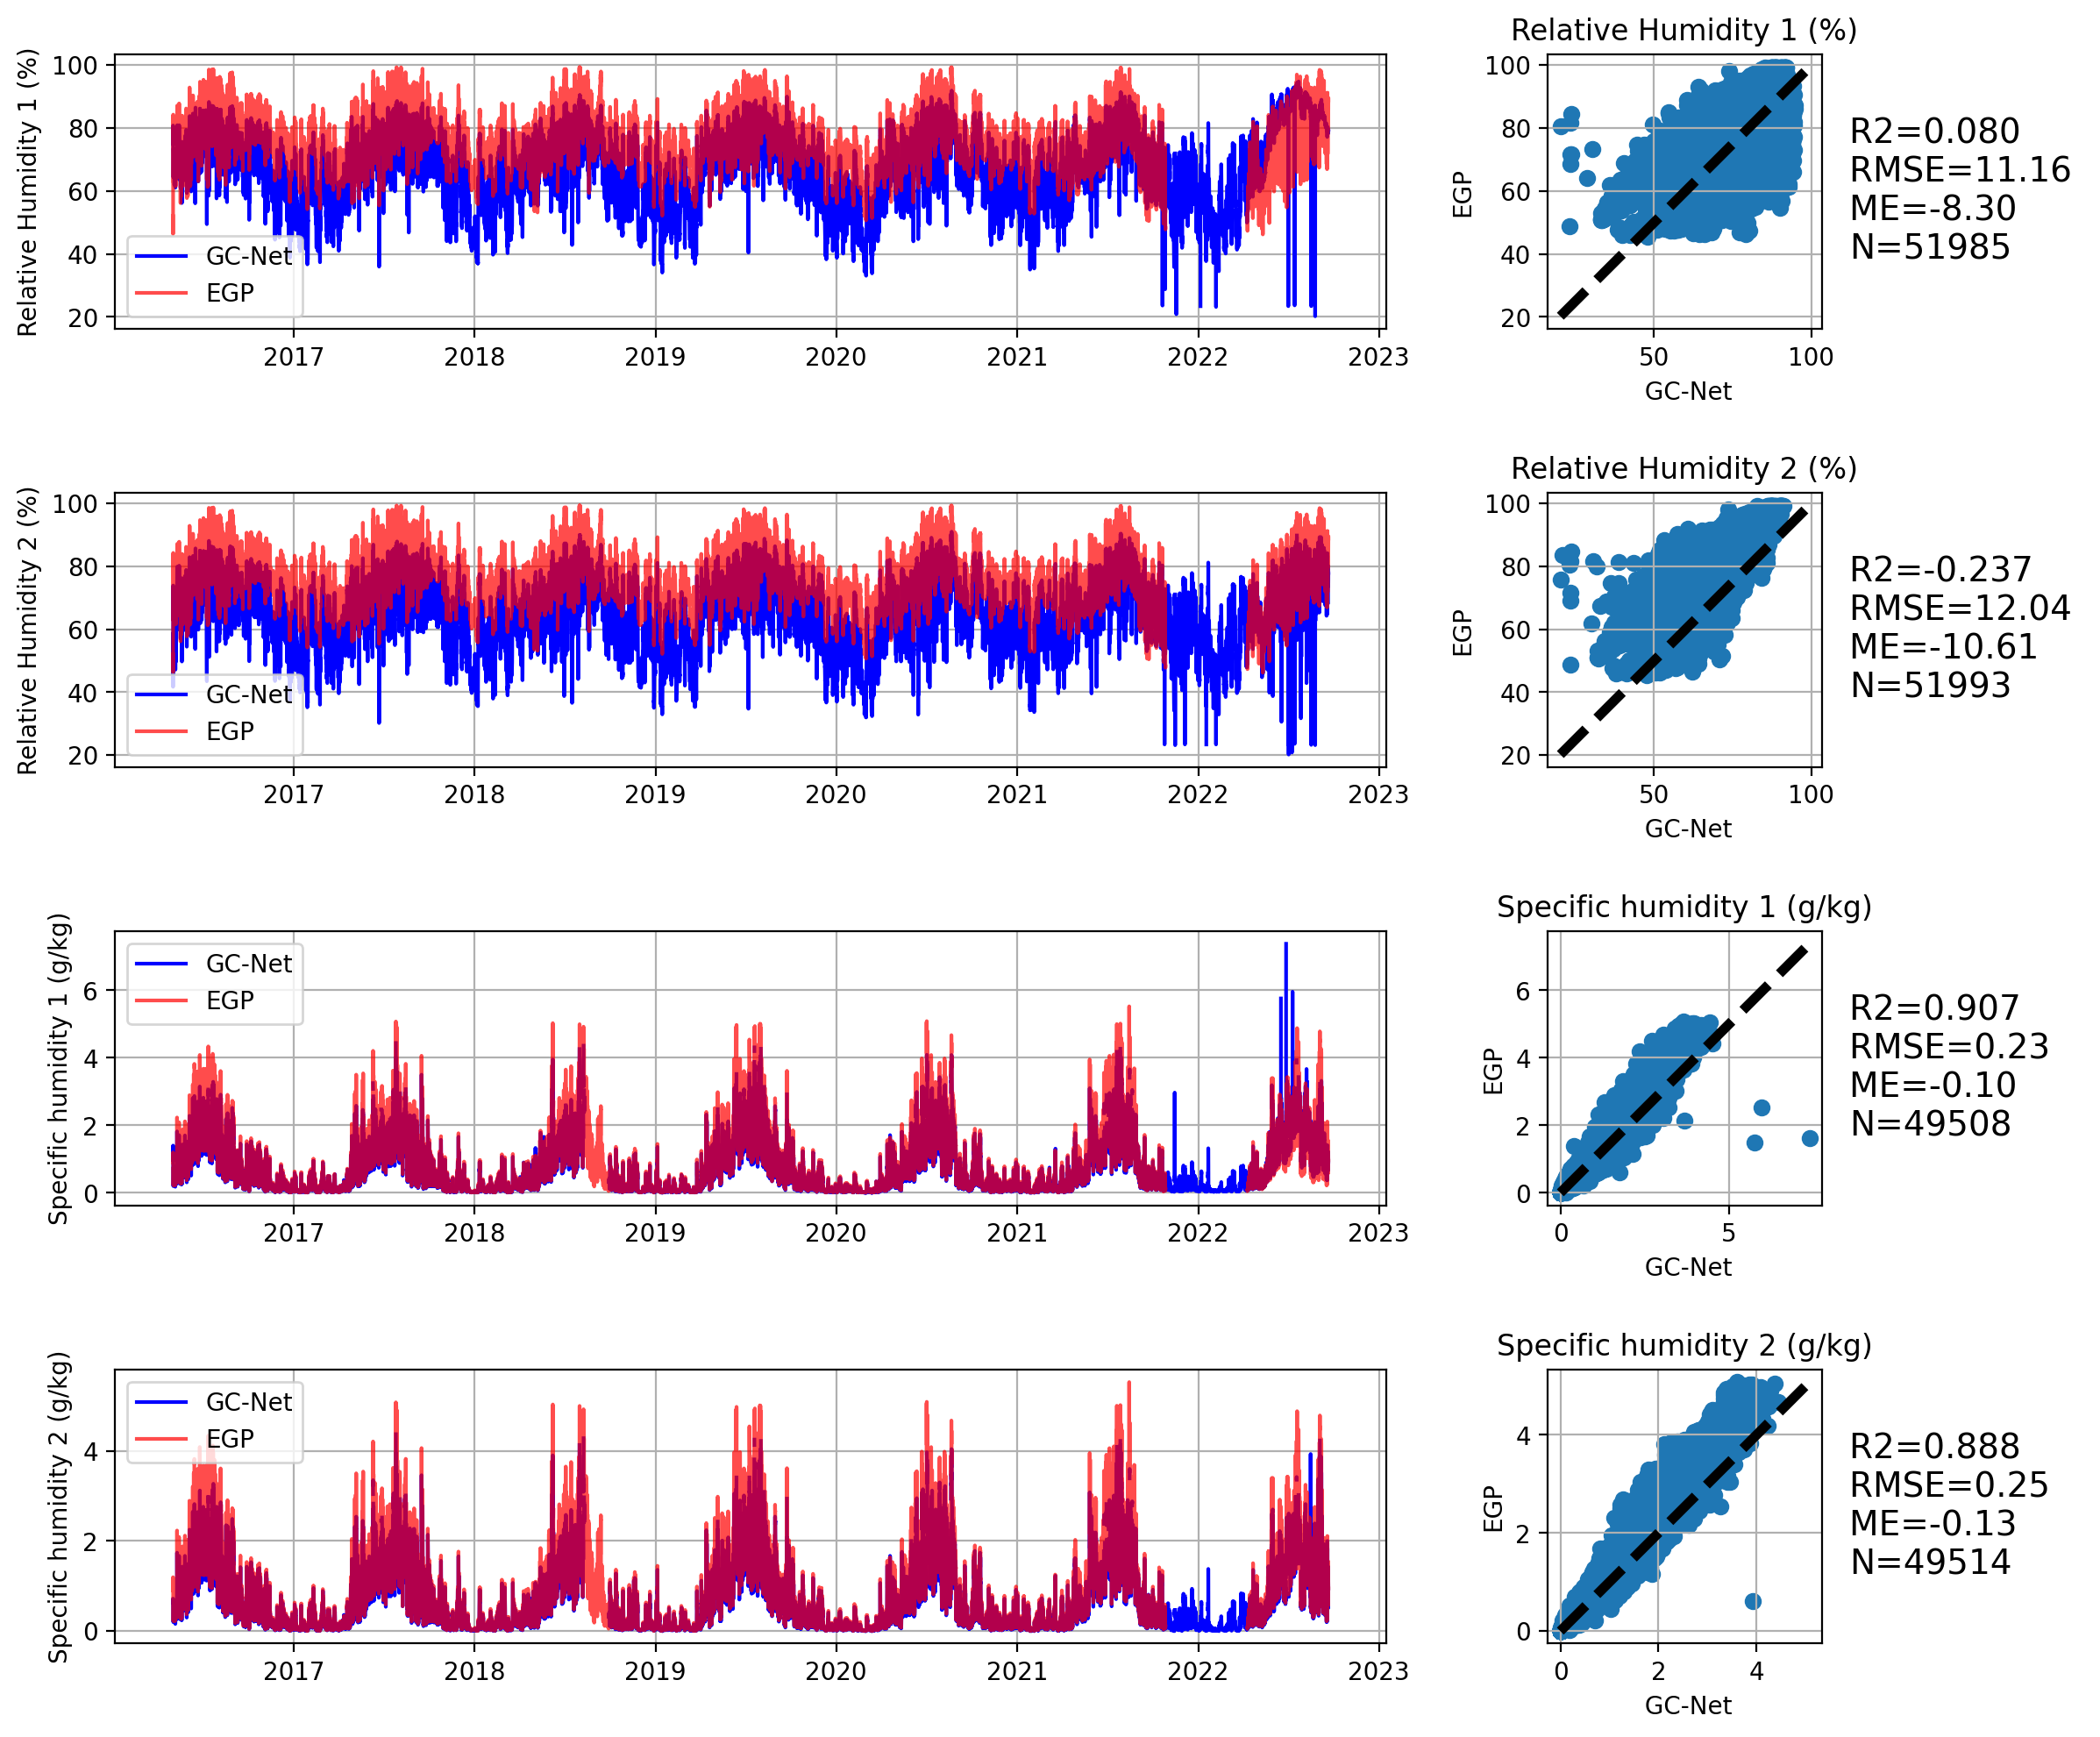 Relative Humidity 1 (%)
100
80
60
40
20
GC-Net
EGP
2017 2018 2019 2020 2021 2022 2023
Relative Humidity 1 (%)
EGP
100
80
60
40
20
50 100
GC-Net
R2=0.080
RMSE=11.16
ME=-8.30
N=51985
Relative Humidity 2 (%)
100
80
60
40
20
GC-Net
EGP
2017 2018 2019 2020 2021 2022 2023
Relative Humidity 2 (%)
EGP
100
80
60
40
20
50 100
GC-Net
R2=-0.237
RMSE=12.04
ME=-10.61
N=51993
Specific humidity 1 (g/kg)
6
4
2
0
GC-Net
EGP
2017 2018 2019 2020 2021 2022 2023
Specific humidity 1 (g/kg)
EGP
6
4
2
0
0 5
GC-Net
R2=0.907
RMSE=0.23
ME=-0.10
N=49508
Specific humidity 2 (g/kg)
4
2
0
GC-Net
EGP
2017 2018 2019 2020 2021 2022 2023
Specific humidity 2 (g/kg)
EGP
4
2
0
0 2 4
GC-Net
R2=0.888
RMSE=0.25
ME=-0.13
N=49514